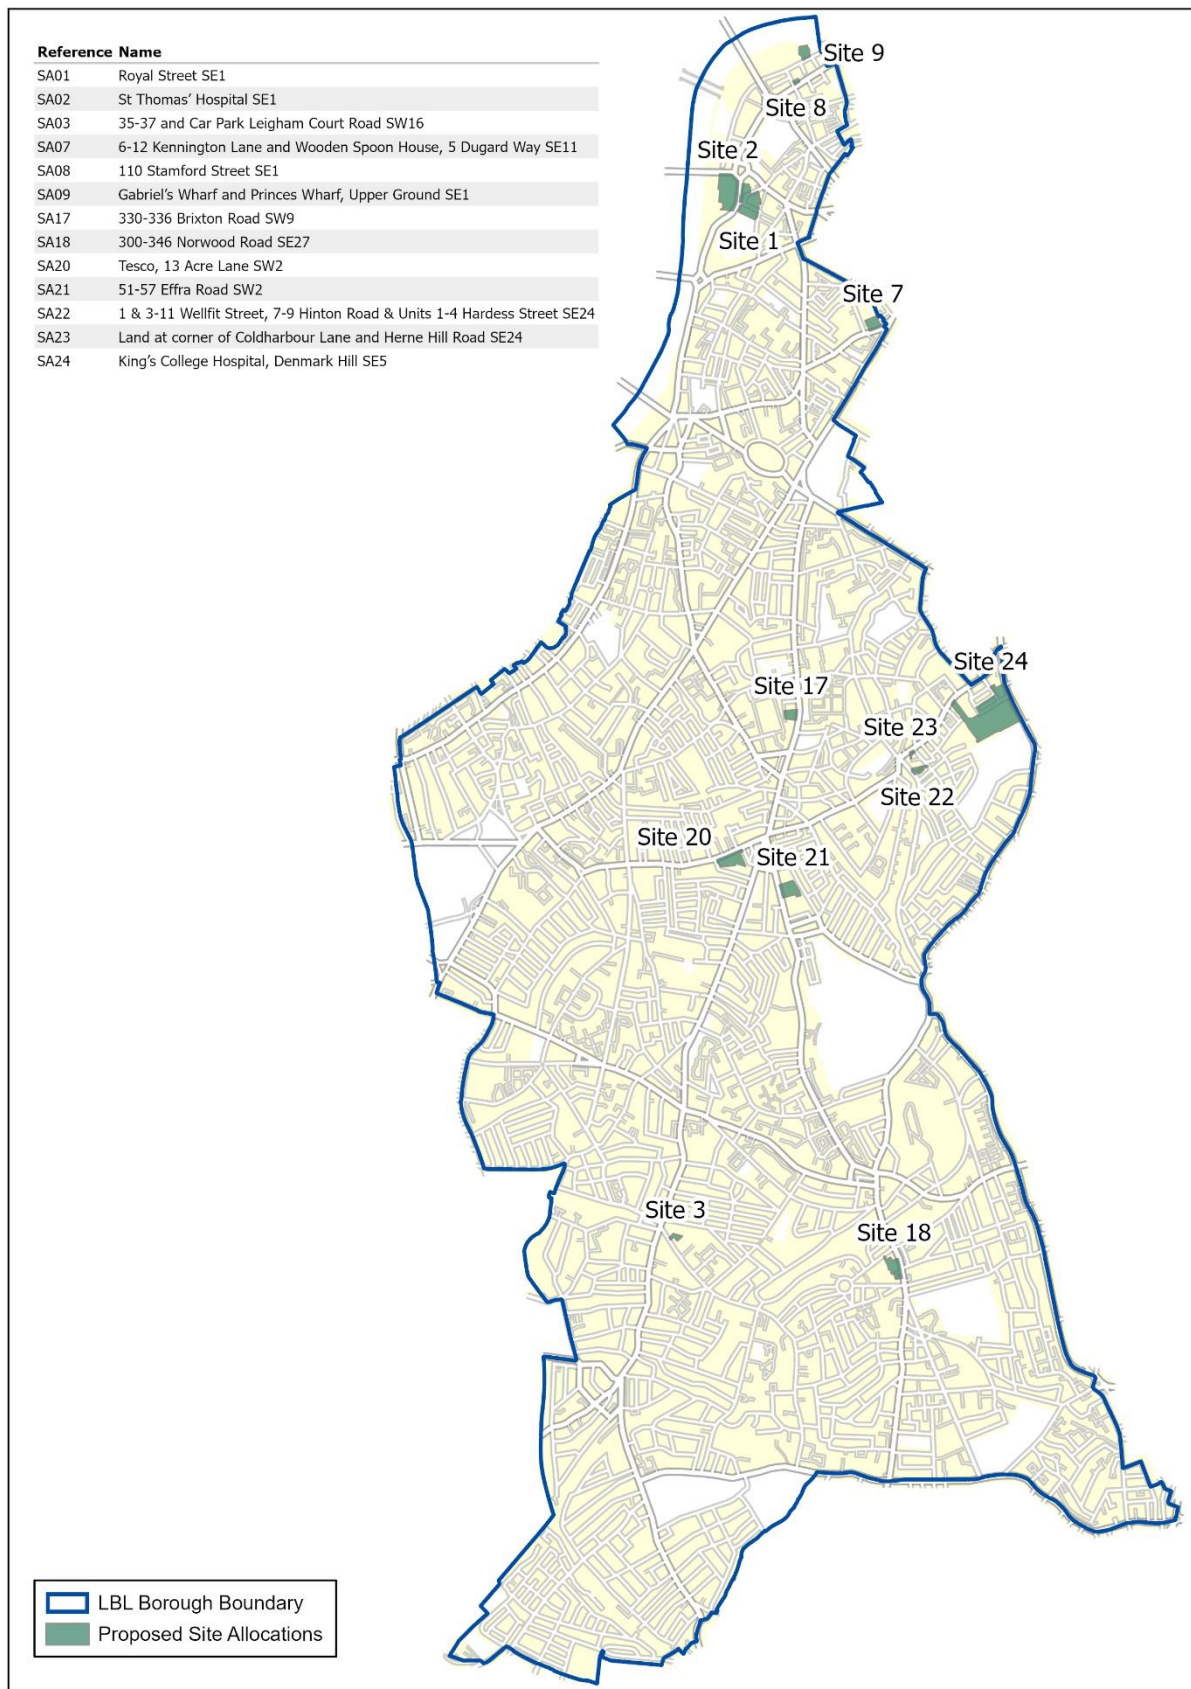 Reference Name
SA01 Royal Street SE1
SA02 St Thomas’ Hospital SE1
SA03 35-37 and Car Park Leigham Court Road SW16
SA07 6-12 Kennington Lane and Wooden Spoon House, 5 Dugard Way SE11
SA08 110 Stamford Street SE1
SA09 Gabriel’s Wharf and Princes Wharf, Upper Ground SE1
SA17 330-336 Brixton Road SW9
SA18 300-346 Norwood Road SE27
SA20 Tesco, 13 Acre Lane SW2
SA21 51-57 Effra Road SW2
SA22 1 & 3-11 Wellfit Street, 7-9 Hinton Road & Units 1-4 Hardess Street SE24
SA23 Land at corner of Coldharbour Lane and Herne Hill Road SE24
SA24 King’s College Hospital, Denmark Hill SE5
Site 9
Site 8
Site 2
Site 1
Site 7
Site 24
Site 17
Site 23
Site 22
Site 20
Site 21
Site 3
Site 18
LBL Borough Boundary
Proposed Site Allocations